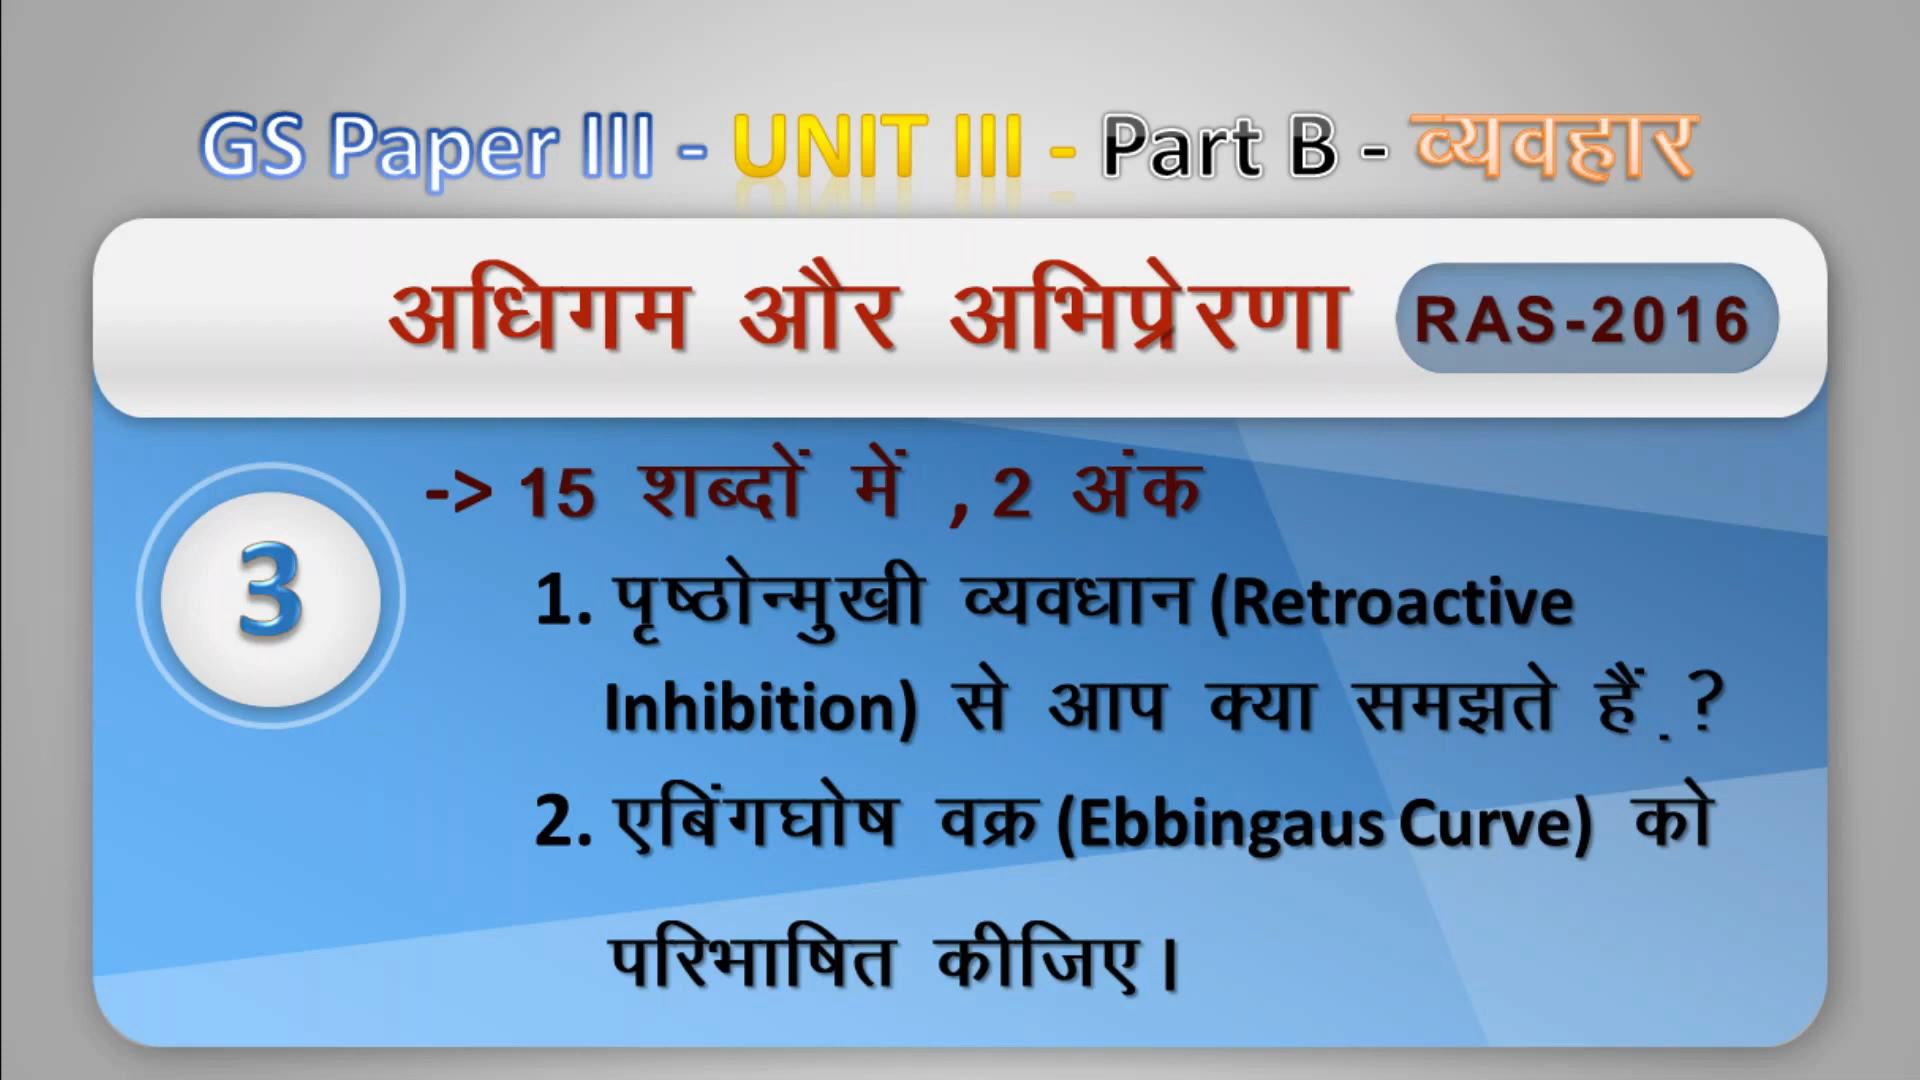 GS Paper III - UNIT III - Part B - व्यवहार
अधिगम और अभिप्रेरणा RAS-2016
3
-> 15 शब्दों में , 2 अंक
1. पृष्ठोन्मुखी व्यवधान (Retroactive
Inhibition) से आप क्या समझते हैं ़?
2. एबिंगघोष वक्र (Ebbingaus Curve) को
परिभाषित कीजिए।